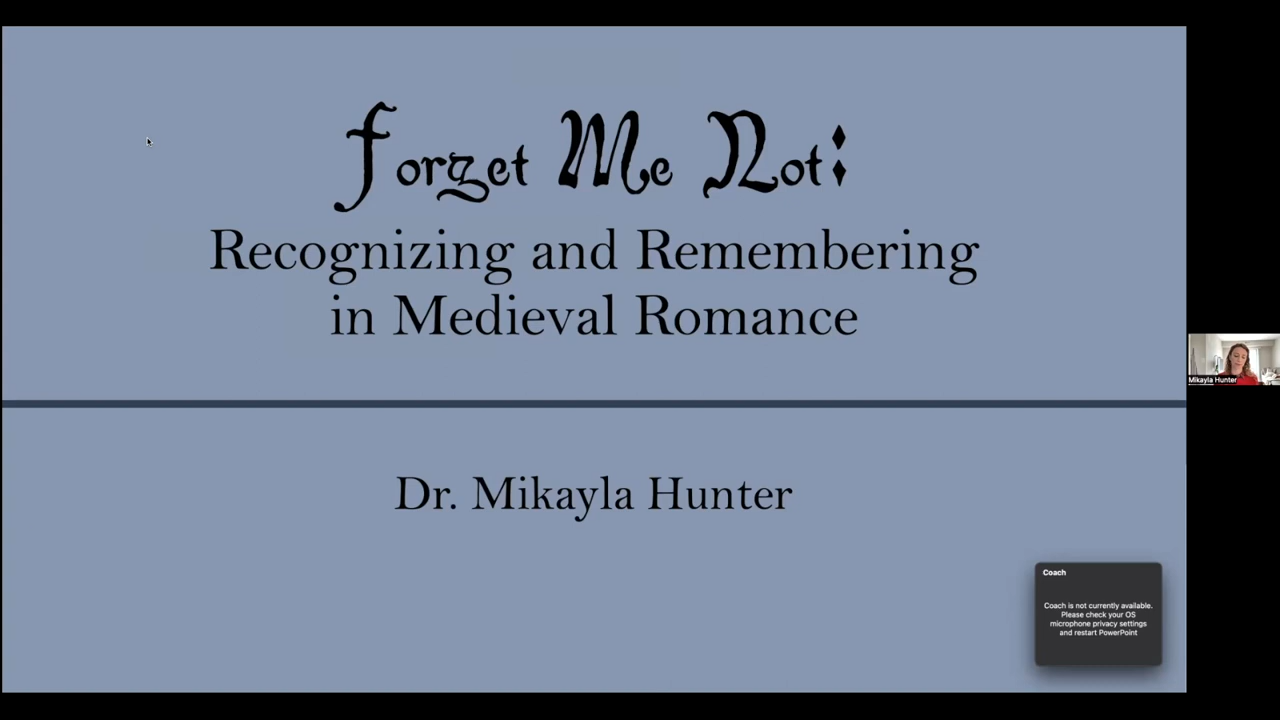 Forget Me Not:
Recognizing and Remembering
in Medieval Romance
Dr. Mikayla Hunter
Mikayla Hunter
Coach
Coach is not currently available.
Please check your OS
microphone privacy settings
and restart PowerPoint